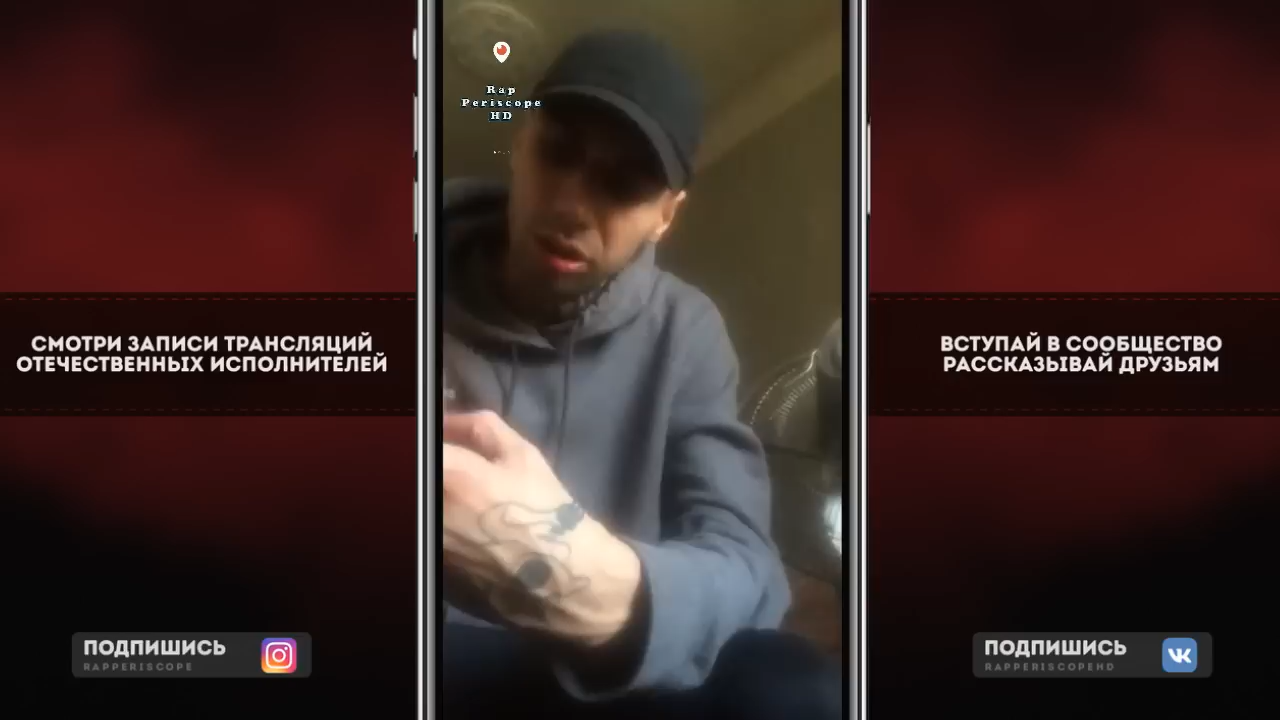 Rap
Periscope
HD
СМОТРИ ЗАПИСИ ТРАНСЛЯЦИЙ
ОТЕЧЕСТВЕННЫХ ИСПОЛНИТЕЛЕЙ
ВСТУПАЙ В СООБЩЕСТВО
РАССКАЗЫВАЙ ДРУЗЬЯМ
ПОДПИШИСЬ
RAPPERISCOPE
ПОДПИШИСЬ
RAPPERISCOPEHD